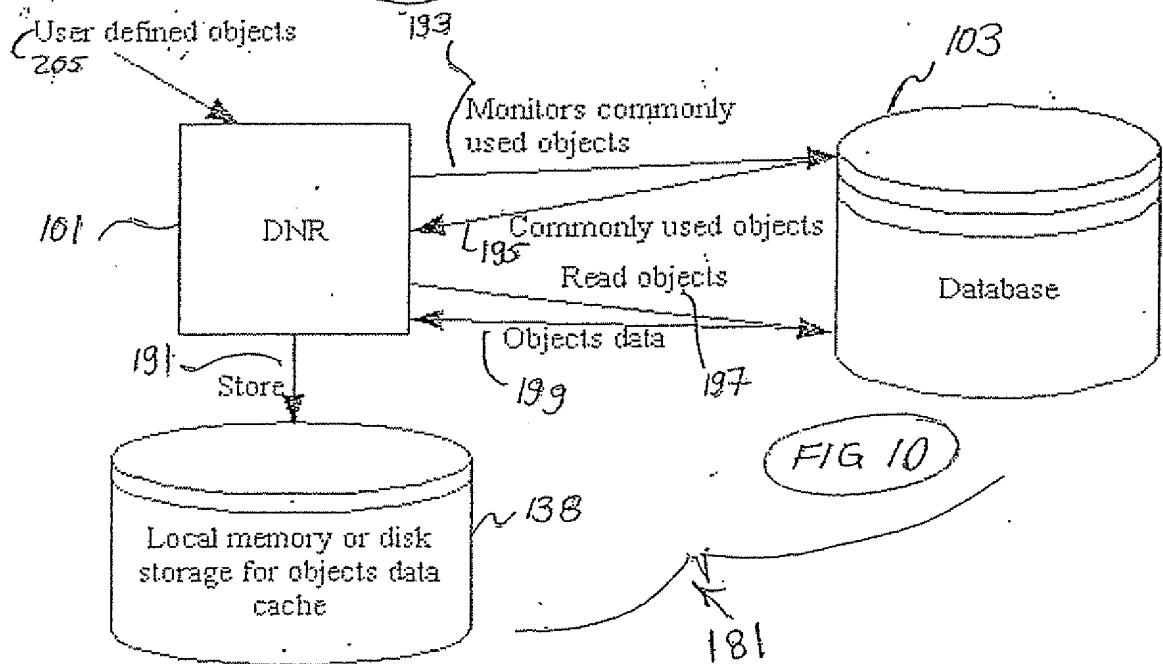 User defined objects
205
193
103
Monitors commonly
used objects
101
DNR
195
Commonly used objects
Read objects
Database
Objects data
191
Store
199
197
FIG 10
138
Local memory or disk
storage for objects data
cache
181